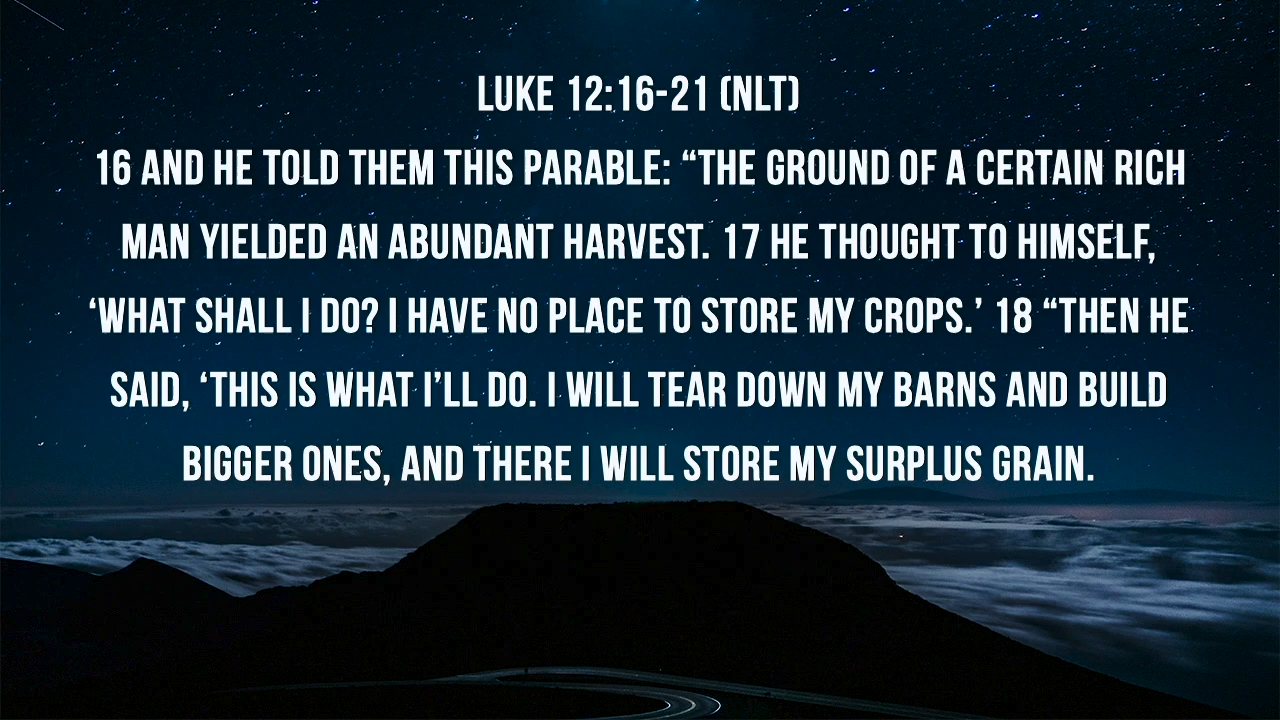 LUKE 12:16-21 (NLT)
16 AND HE TOLD THEM THIS PARABLE: “THE GROUND OF A CERTAIN RICH
MAN YIELDED AN ABUNDANT HARVEST. 17 HE THOUGHT TO HIMSELF,
‘WHAT SHALL I DO? I HAVE NO PLACE TO STORE MY CROPS.’ 18 “THEN HE
SAID, ‘THIS IS WHAT I’LL DO. I WILL TEAR DOWN MY BARNS AND BUILD
BIGGER ONES, AND THERE I WILL STORE MY SURPLUS GRAIN.